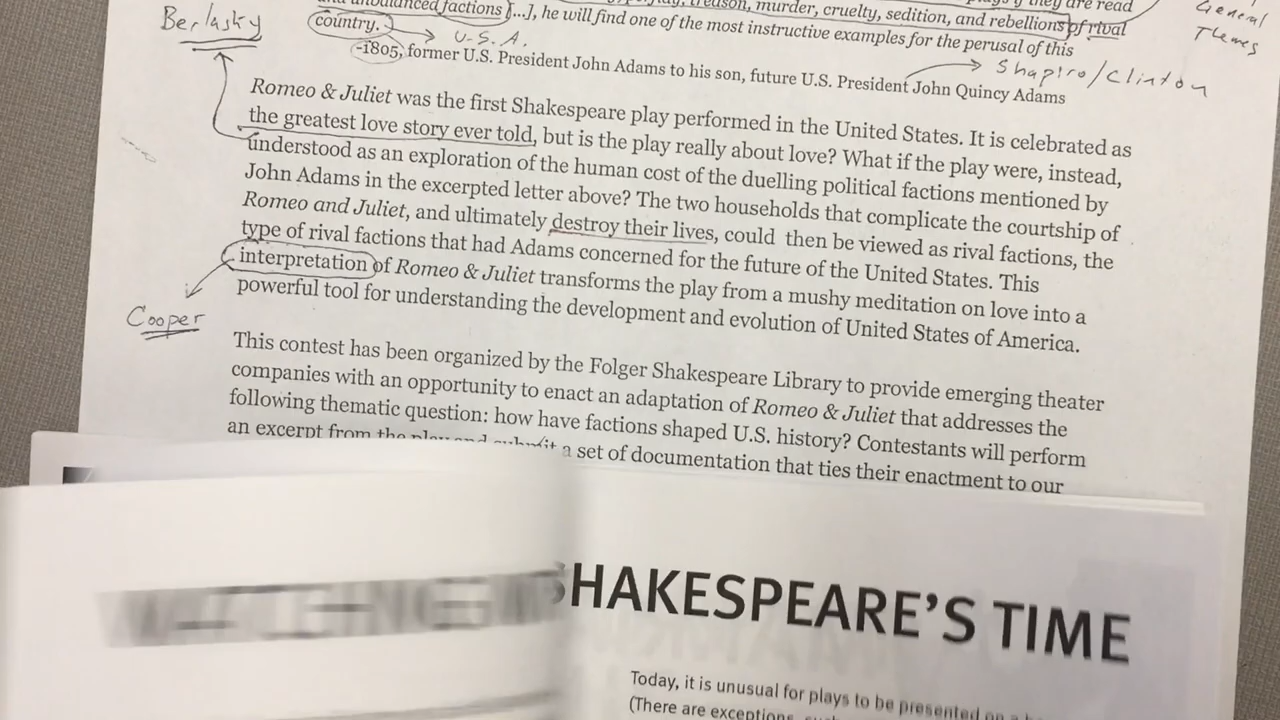 they are read
treason, murder, cruelty, sedition, and rebellions of rival
and unbalanced factions [...], he will find one of the most instructive examples for the perusal of this
country.
U.S.A.
-1805, former U.S. President John Adams to his son, future U.S. President John Quincy Adams
Berlasky
General
Themes
Shapiro/Clinton
Romeo & Juliet was the first Shakespeare play performed in the United States. It is celebrated as
the greatest love story ever told, but is the play really about love? What if the play were, instead,
understood as an exploration of the human cost of the duelling political factions mentioned by
John Adams in the excerpted letter above? The two households that complicate the courtship of
Romeo and Juliet, and ultimately destroy their lives, could then be viewed as rival factions, the
type of rival factions that had Adams concerned for the future of the United States. This
interpretation of Romeo & Juliet transforms the play from a mushy meditation on love into a
powerful tool for understanding the development and evolution of United States of America.
Cooper
This contest has been organized by the Folger Shakespeare Library to provide emerging theater
companies with an opportunity to enact an adaptation of Romeo & Juliet that addresses the
following thematic question: how have factions shaped U.S. history? Contestants will perform
an excerpt from the play and submit a set of documentation that ties their enactment to our
SHAKESPEARE'S TIME
Today, it is unusual for plays to be presented on a
(There are exceptions,